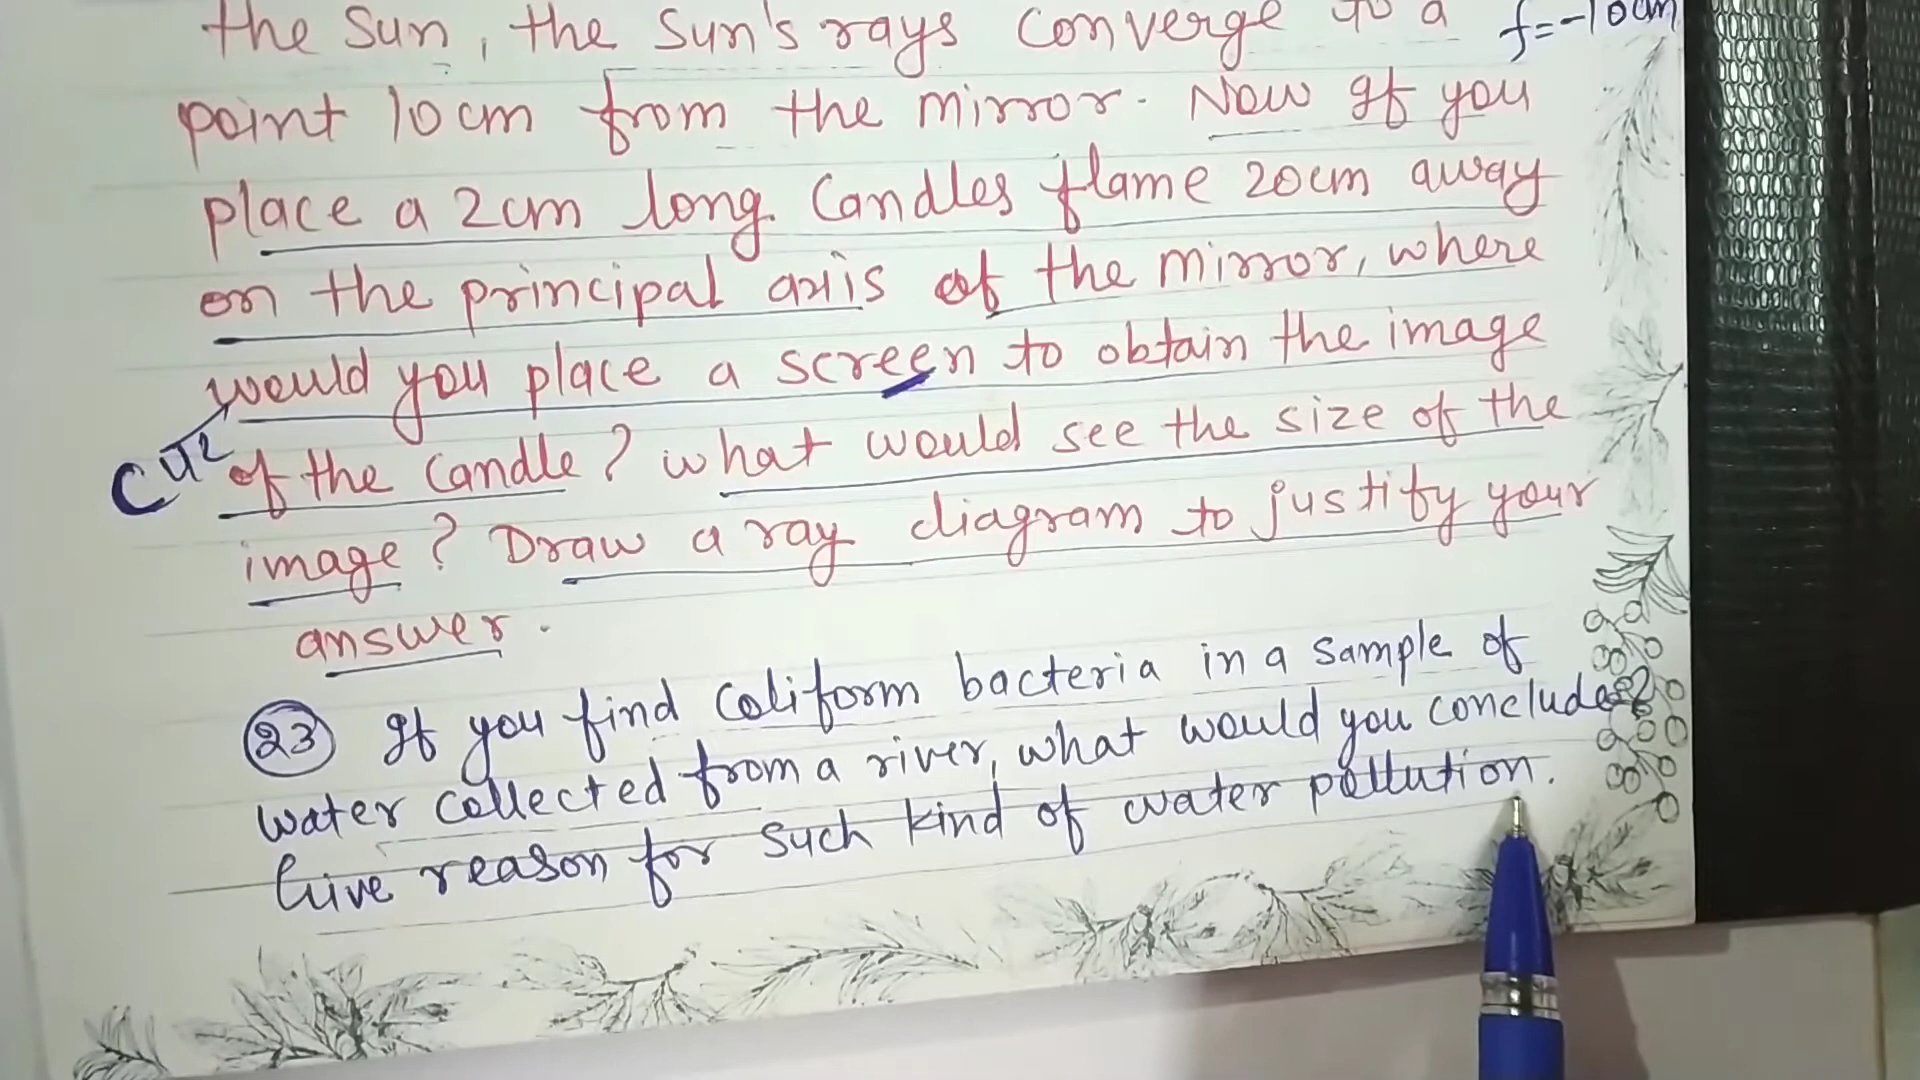 the Sun, the Sun's rays converge to a f=-10cm
point 10cm from the mirror. Now If you
place a 2cm long Candles flame 20cm away
on the principal axiis of the mirror, where
would you place a screen to obtain the image
of the candle? what would see the size of the
image? Draw a ray diagram to justify your
answer.
23 If you find Coliform bacteria in a sample of
water collected from a river, what would you conclude?
Give reason for such kind of water pollution.